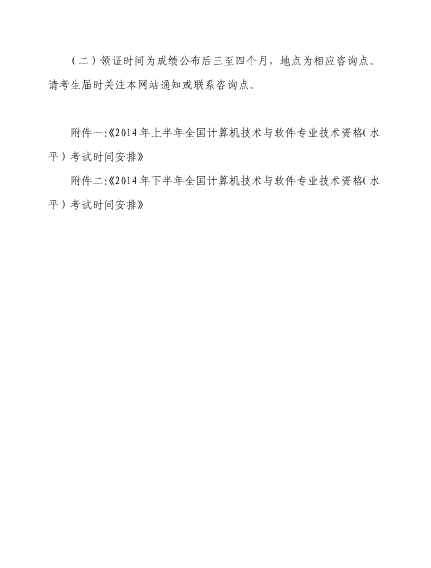 （二）领证时间为成绩公布后三至四个月，地点为相应咨询点。
请考生届时关注本网站通知或联系咨询点。
附件一:《2014年上半年全国计算机技术与软件专业技术资格(水
平）考试时间安排》
附件二:《2014年下半年全国计算机技术与软件专业技术资格(水
平）考试时间安排》